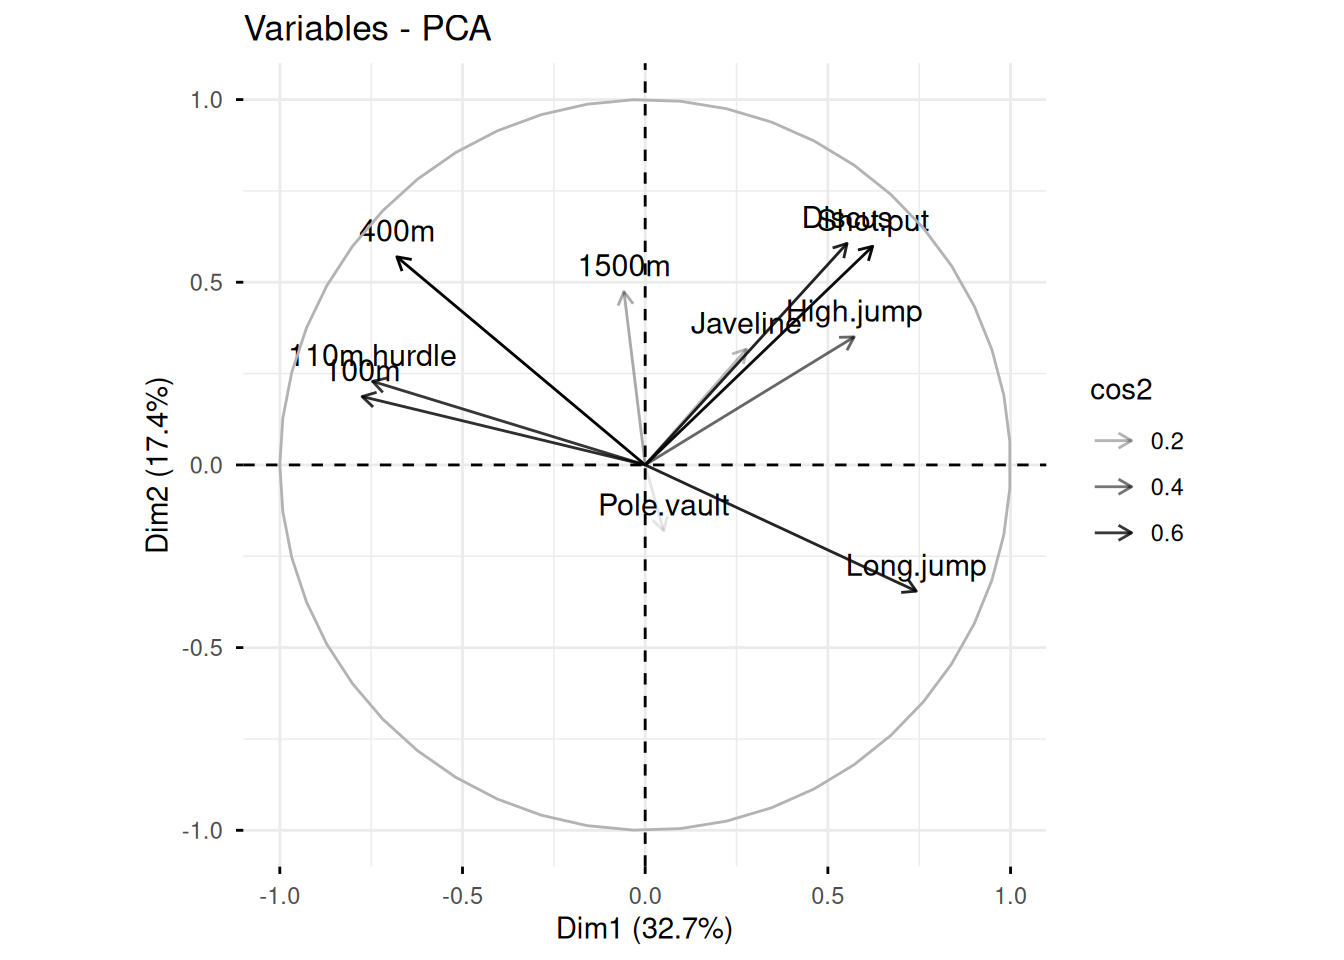 Variables - PCA
1.0
0.5
0.0
-0.5
-1.0
Dim2 (17.4%)
400m
1500m
Discus
Shot.put
Javeline
High.jump
110m.hurdle
100m
Pole.vault
Long.jump
-1.0
-0.5
0.0
0.5
1.0
Dim1 (32.7%)
cos2
0.2
0.4
0.6